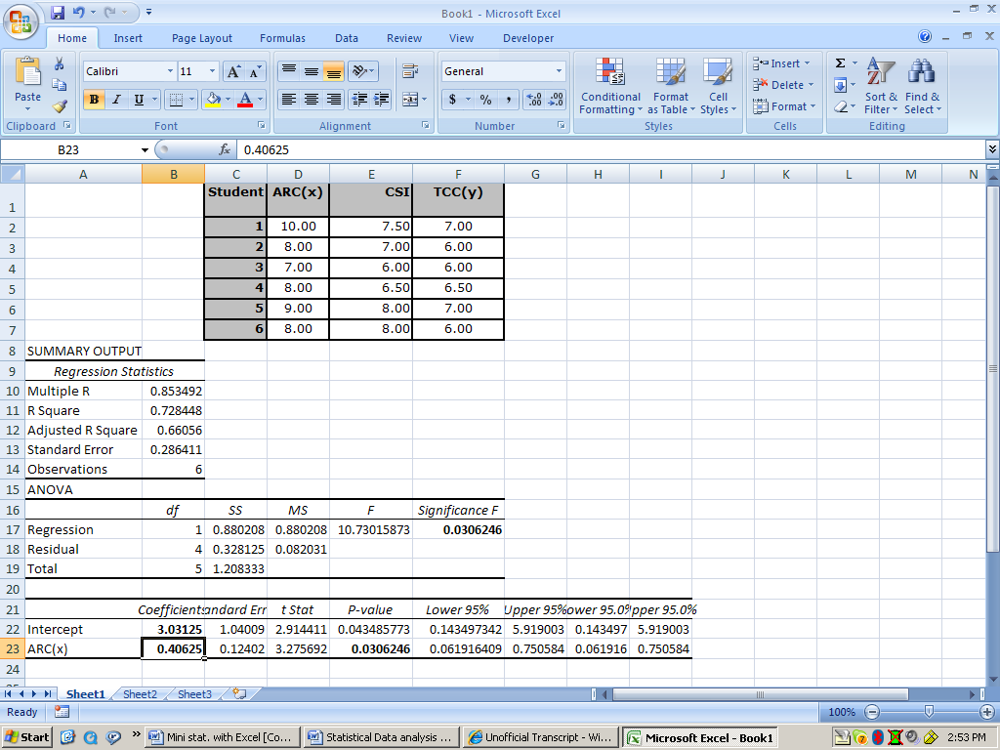 Book1 - Microsoft Excel
Home Insert Page Layout Formulas Data Review View Developer
Calibri 11 General Insert
Paste Conditional Formatting Format as Table Cell Styles Delete Sort & Filter Find & Select
B I U $ % , Format
Clipboard Font Alignment Number Styles Cells Editing
B23 fx 0.40625
A B C D E F G H I J K L M N
1 Student ARC(x) CSI TCC(y)
2 1 10.00 7.50 7.00
3 2 8.00 7.00 6.00
4 3 7.00 6.00 6.00
5 4 8.00 6.50 6.50
6 5 9.00 8.00 7.00
7 6 8.00 8.00 6.00
8 SUMMARY OUTPUT
9 Regression Statistics
10 Multiple R 0.853492
11 R Square 0.728448
12 Adjusted R Square 0.66056
13 Standard Error 0.286411
14 Observations 6
15 ANOVA
16 df SS MS F Significance F
17 Regression 1 0.880208 0.880208 10.73015873 0.0306246
18 Residual 4 0.328125 0.082031
19 Total 5 1.208333
20
21 Coefficients andard Err t Stat P-value Lower 95% Upper 95% ower 95.0% pper 95.0%
22 Intercept 3.03125 1.04009 2.914411 0.043485773 0.143497342 5.919003 0.143497 5.919003
23 ARC(x) 0.40625 0.12402 3.275692 0.0306246 0.061916409 0.750584 0.061916 0.750584
24
Sheet1 Sheet2 Sheet3
Ready 100%
Start Mini stat. with Excel [Co... Statistical Data analysis ... Unofficial Transcript - Wi... Microsoft Excel - Book1 2:53 PM